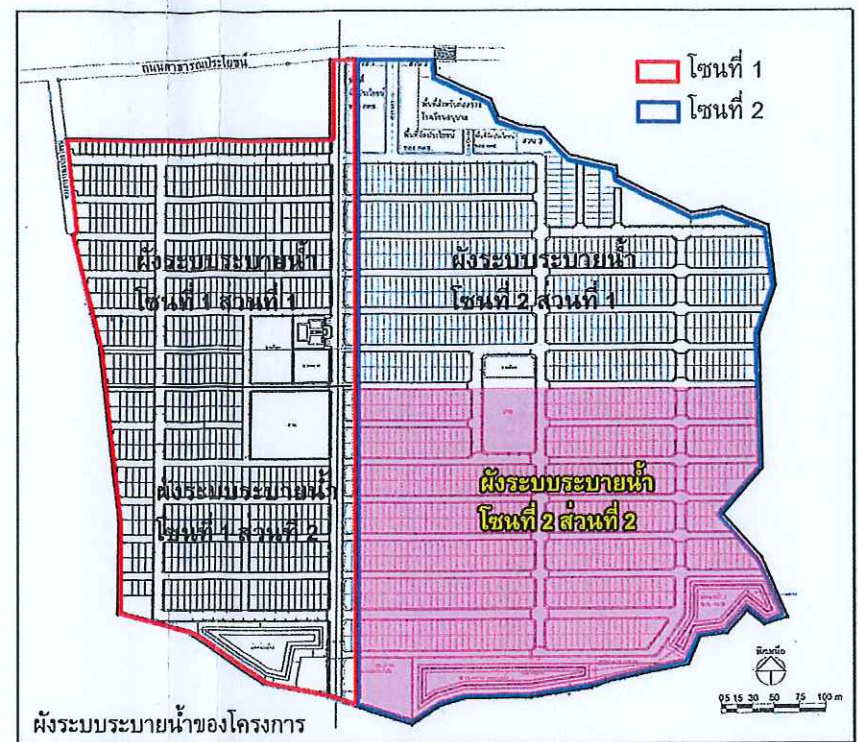 ถนนสาธารณประโยชน์
โซนที่ 1
โซนที่ 2
ผังระบบระบายน้ำ
โซนที่ 1 ส่วนที่ 1
ผังระบบระบายน้ำ
โซนที่ 2 ส่วนที่ 1
ผังระบบระบายน้ำ
โซนที่ 1 ส่วนที่ 2
ผังระบบระบายน้ำ
โซนที่ 2 ส่วนที่ 2
ทิศเหนือ
05 15 30 50 75 100 m
ผังระบบระบายน้ำของโครงการ